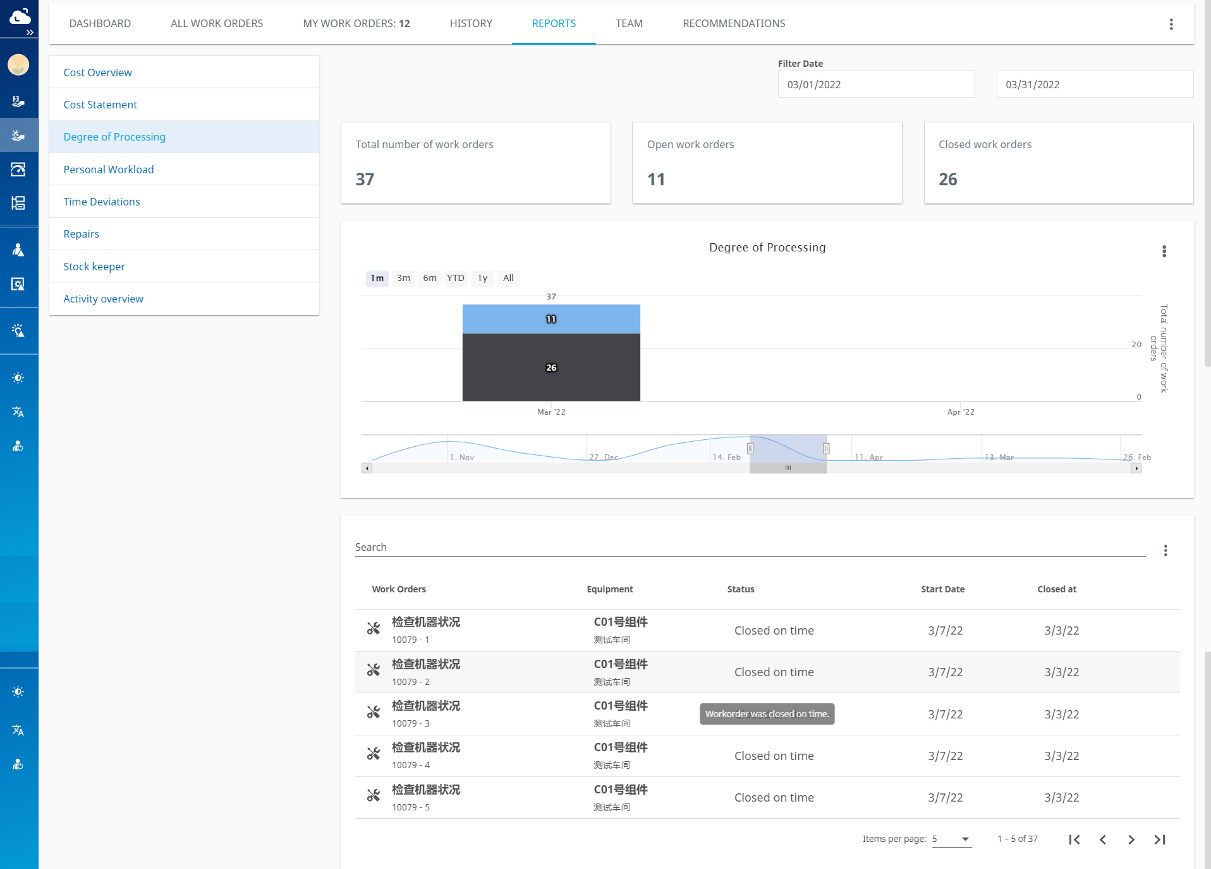 DASHBOARD ALL WORK ORDERS MY WORK ORDERS: 12 HISTORY REPORTS TEAM RECOMMENDATIONS
Cost Overview
Cost Statement
Degree of Processing
Personal Workload
Time Deviations
Repairs
Stock keeper
Activity overview
Filter Date
03/01/2022 03/31/2022
Total number of work orders
37
Open work orders
11
Closed work orders
26
Degree of Processing
1m 3m 6m YTD 1y All
37
11
26
20
0
Total number of work
orders
Mar '22 Apr '22
1. Nov 27. Dec 14. Feb 11. Apr 13. Mar 26. Feb
Search
Work Orders Equipment Status Start Date Closed at
检查机器状况 C01号组件 Closed on time 3/7/22 3/3/22
10079 - 1 测试车间
检查机器状况 C01号组件 Closed on time 3/7/22 3/3/22
10079 - 2 测试车间
检查机器状况 C01号组件 Workorder was closed on time. 3/7/22 3/3/22
10079 - 3 测试车间
检查机器状况 C01号组件 Closed on time 3/7/22 3/3/22
10079 - 4 测试车间
检查机器状况 C01号组件 Closed on time 3/7/22 3/3/22
10079 - 5 测试车间
Items per page: 5 1 – 5 of 37